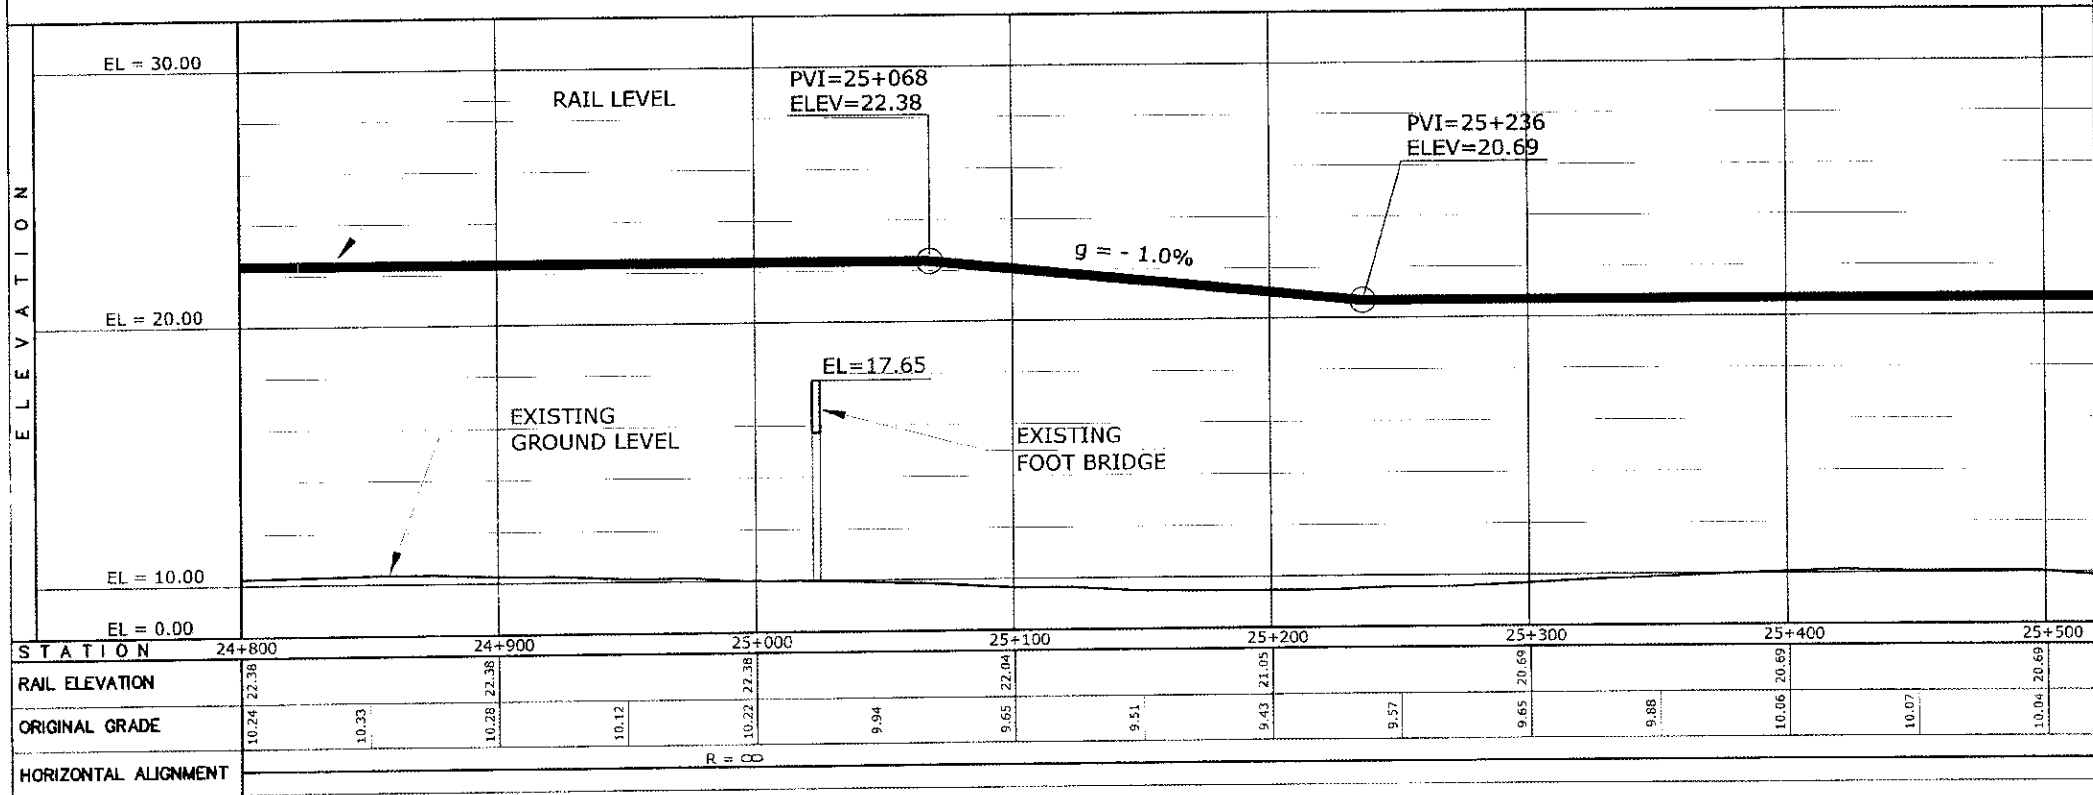 EL = 30.00
RAIL LEVEL
PVI=25+068
ELEV=22.38
PVI=25+236
ELEV=20.69
ELEVATION
g = - 1.0%
EL = 20.00
EL=17.65
EXISTING
GROUND LEVEL
EXISTING
FOOT BRIDGE
EL = 10.00
EL = 0.00
STATION 24+800 24+900 25+000 25+100 25+200 25+300 25+400 25+500
RAIL ELEVATION 22.38 22.38 22.38 22.04 21.05 20.69 20.69 20.69
ORIGINAL GRADE 10.24 10.33 10.28 10.12 10.22 9.94 9.65 9.51 9.43 9.57 9.65 9.88 10.06 10.07 10.04
R = ∞
HORIZONTAL ALIGNMENT